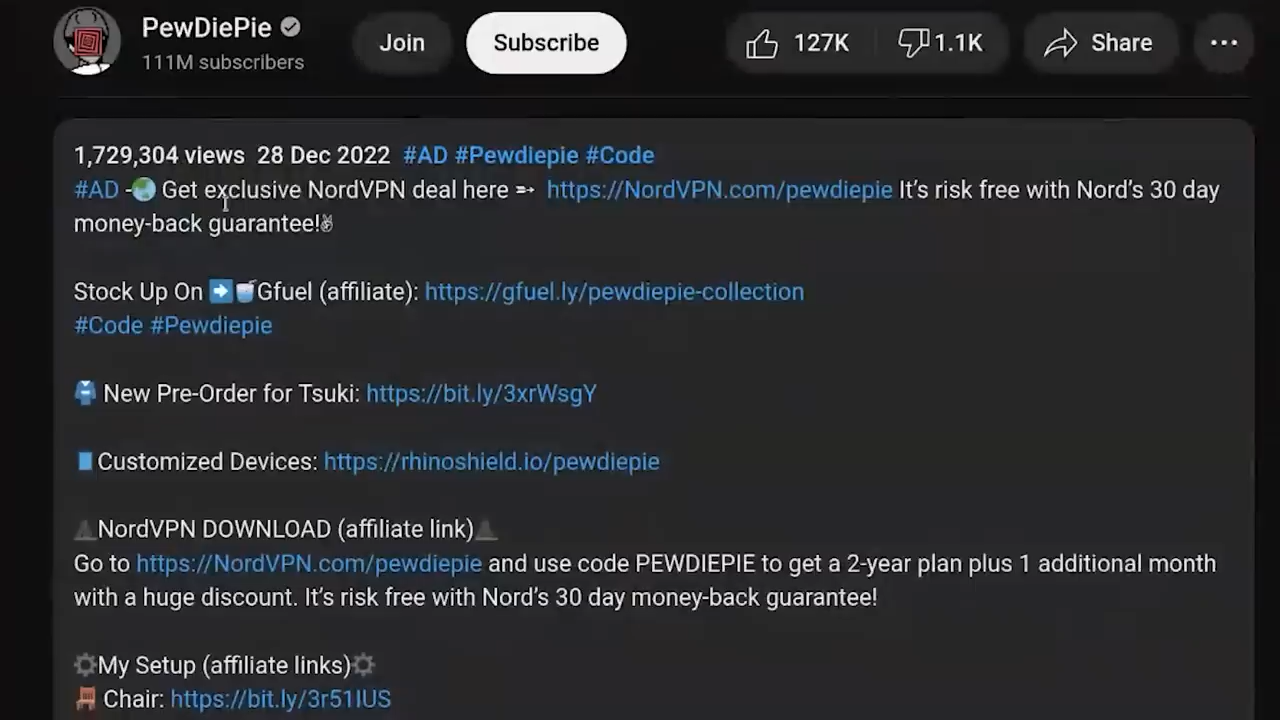 PewDiePie
111M subscribers
Join
Subscribe
127K
1.1K
Share
1,729,304 views 28 Dec 2022 #AD #Pewdiepie #Code
#AD -🌏 Get exclusive NordVPN deal here ➵ https://NordVPN.com/pewdiepie It’s risk free with Nord’s 30 day
money-back guarantee!✌
Stock Up On ➡️🥤Gfuel (affiliate): https://gfuel.ly/pewdiepie-collection
#Code #Pewdiepie
👘 New Pre-Order for Tsuki: https://bit.ly/3xrWsgY
📘Customized Devices: https://rhinoshield.io/pewdiepie
NordVPN DOWNLOAD (affiliate link)
Go to https://NordVPN.com/pewdiepie and use code PEWDIEPIE to get a 2-year plan plus 1 additional month
with a huge discount. It’s risk free with Nord’s 30 day money-back guarantee!
⚙My Setup (affiliate links)⚙
🪑 Chair: https://bit.ly/3r51IUS